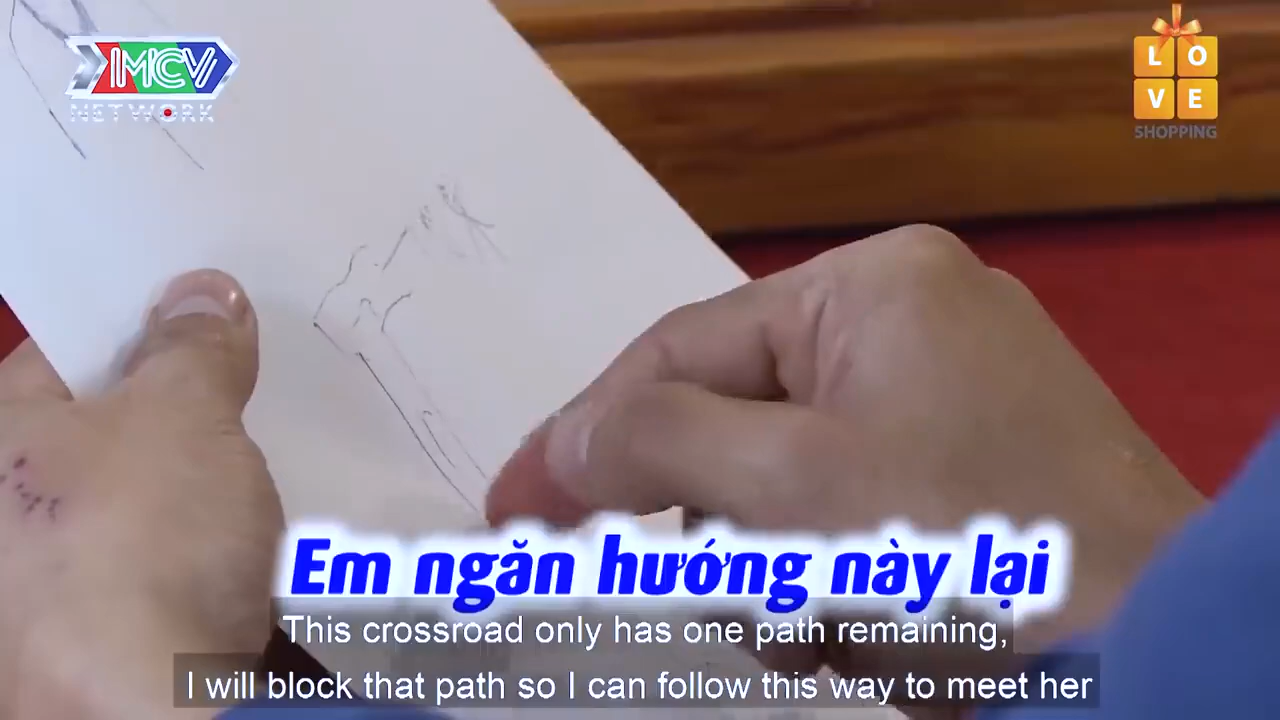 MCV
NETWORK
LOVE
SHOPPING
Em ngăn hướng này lại
This crossroad only has one path remaining,
I will block that path so I can follow this way to meet her